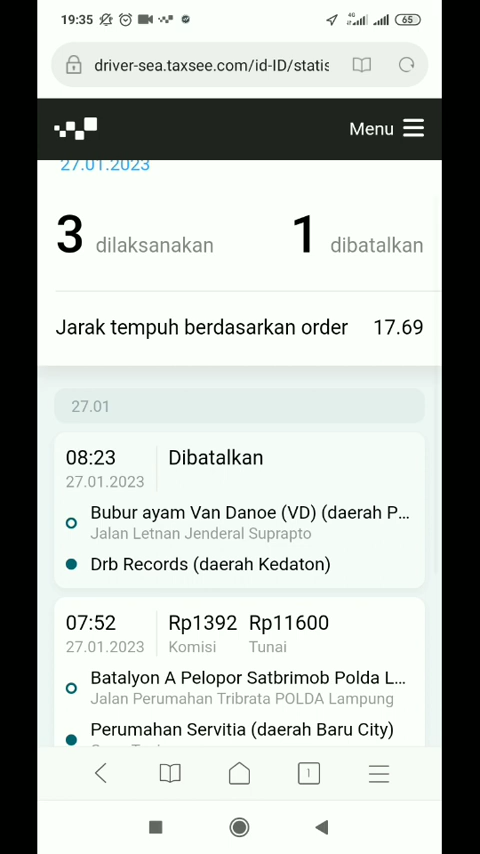 19:35
4G
65
driver-sea.taxsee.com/id-ID/statis
Menu
27.01.2023
3 dilaksanakan 1 dibatalkan
Jarak tempuh berdasarkan order 17.69
27.01
08:23 Dibatalkan
27.01.2023
Bubur ayam Van Danoe (VD) (daerah P...
Jalan Letnan Jenderal Suprapto
Drb Records (daerah Kedaton)
07:52 Rp1392 Rp11600
27.01.2023 Komisi Tunai
Batalyon A Pelopor Satbrimob Polda L...
Jalan Perumahan Tribrata POLDA Lampung
Perumahan Servitia (daerah Baru City)
1